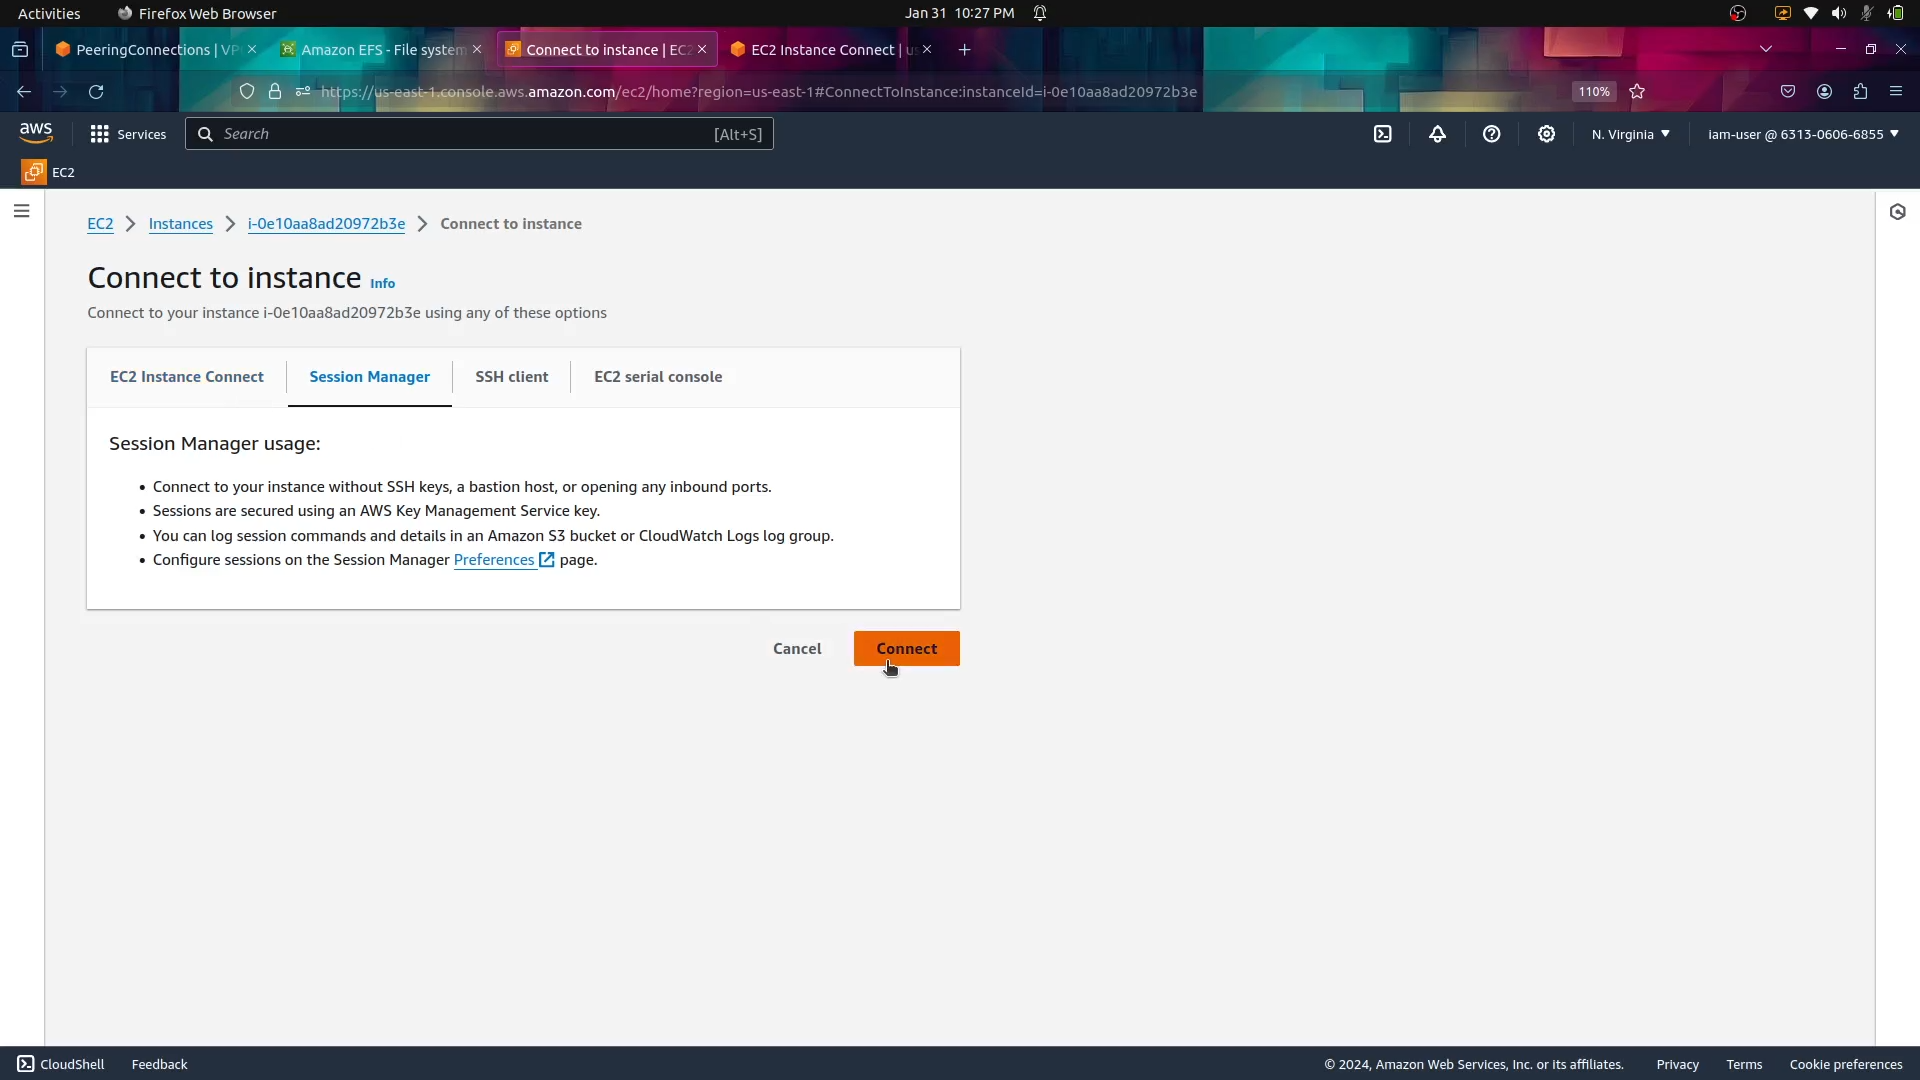 Activities Firefox Web Browser Jan 31 10:27 PM
PeeringConnections | VP Amazon EFS - File system Connect to instance | EC2 EC2 Instance Connect | us
https://us-east-1.console.aws.amazon.com/ec2/home?region=us-east-1#ConnectToInstance:instanceId=i-0e10aa8ad20972b3e 110%
aws Services Search [Alt+S] N. Virginia iam-user @ 6313-0606-6855
EC2
EC2 Instances i-0e10aa8ad20972b3e Connect to instance
Connect to instance Info
Connect to your instance i-0e10aa8ad20972b3e using any of these options
EC2 Instance Connect Session Manager SSH client EC2 serial console
Session Manager usage:
• Connect to your instance without SSH keys, a bastion host, or opening any inbound ports.
• Sessions are secured using an AWS Key Management Service key.
• You can log session commands and details in an Amazon S3 bucket or CloudWatch Logs log group.
• Configure sessions on the Session Manager Preferences page.
Cancel Connect
CloudShell Feedback © 2024, Amazon Web Services, Inc. or its affiliates. Privacy Terms Cookie preferences